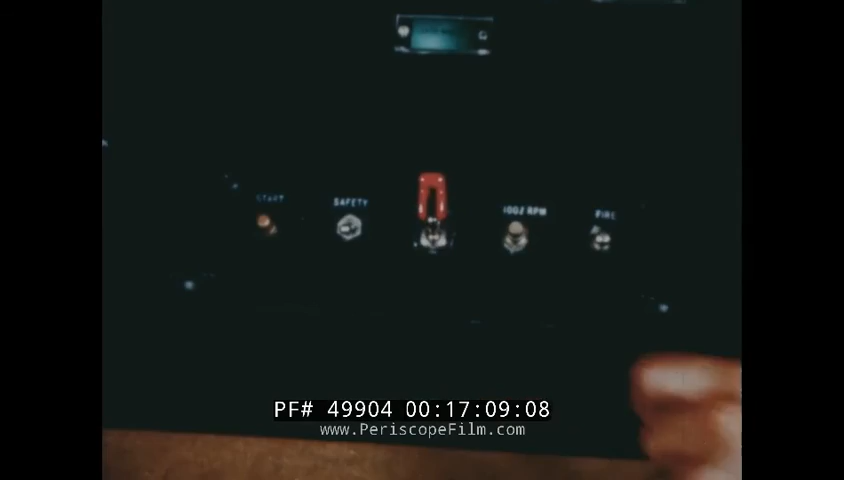 START SAFETY 100% RPM FIRE
PF# 49904 00:17:09:08
www.PeriscopeFilm.com